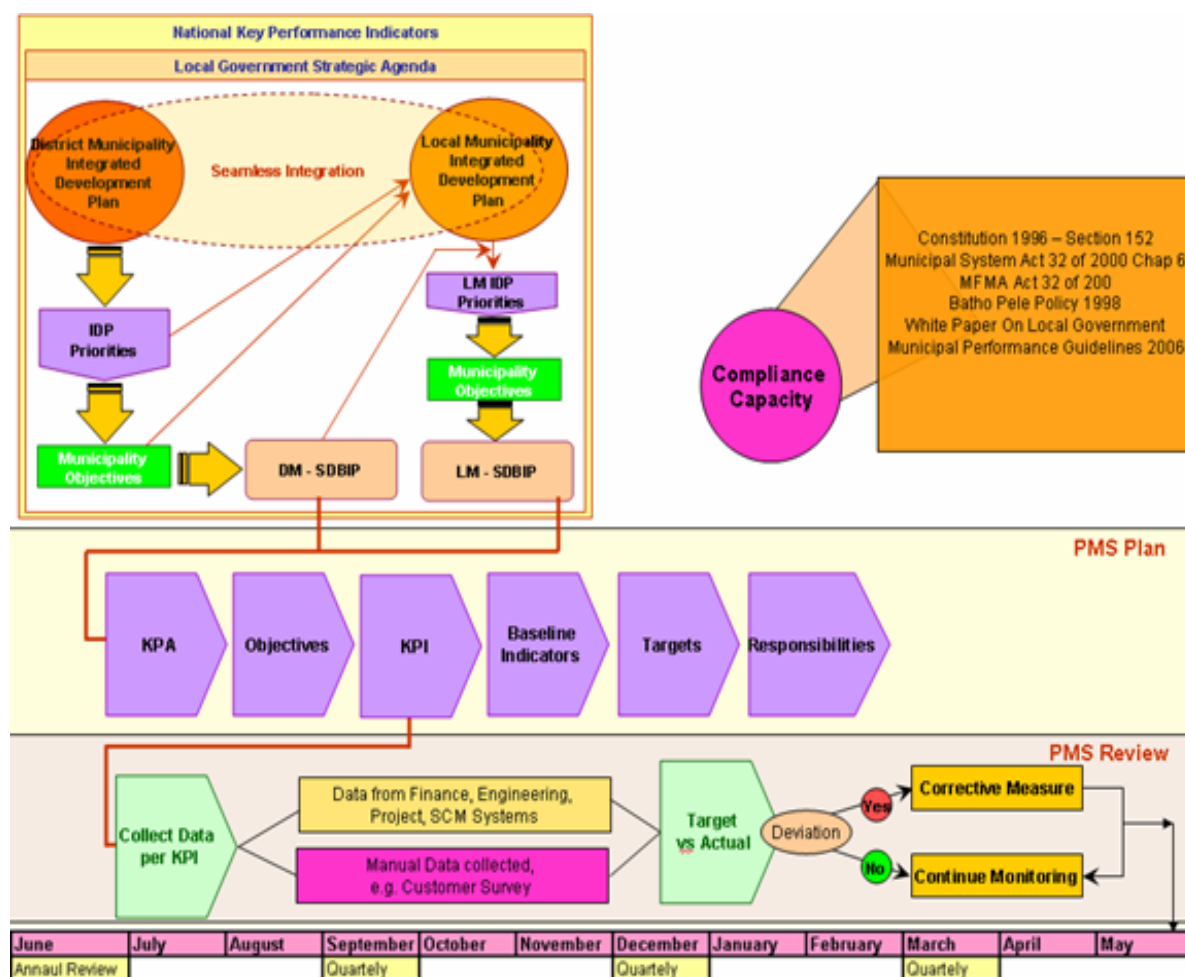 National Key Performance Indicators
Local Government Strategic Agenda
District Municipality
Integrated
Development
Plan
Seamless Integration
Local Municipality
Integrated
Development
Plan
IDP
Priorities
LM IDP
Priorities
Municipality
Objectives
Municipality
Objectives
DM - SDBIP
LM - SDBIP
Compliance
Capacity
Constitution 1996 – Section 152
Municipal System Act 32 of 2000 Chap 6
MFMA Act 32 of 200
Batho Pele Policy 1998
White Paper On Local Government
Municipal Performance Guidelines 2006
PMS Plan
KPA
Objectives
KPI
Baseline
Indicators
Targets
Responsibilities
PMS Review
Collect Data
per KPI
Data from Finance, Engineering,
Project, SCM Systems
Manual Data collected,
e.g. Customer Survey
Target
vs Actual
Deviation
Yes
No
Corrective Measure
Continue Monitoring
June July August September October November December January February March April May
Annaul Review Quartely Quartely Quartely